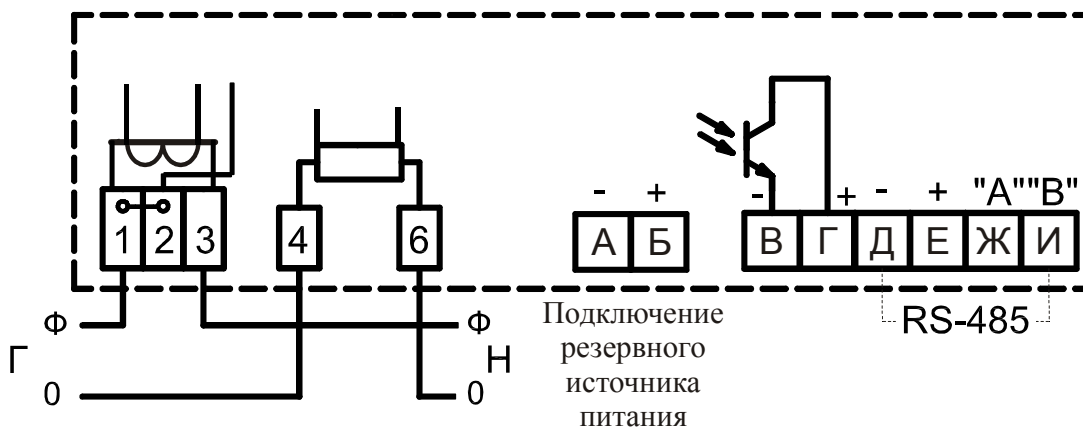 - + - + - + "A""B"
1 2 3 4 6 А Б В Г Д Е Ж И
Ф Ф
Г Н
0 0
RS-485
Подключение
резервного
источника
питания